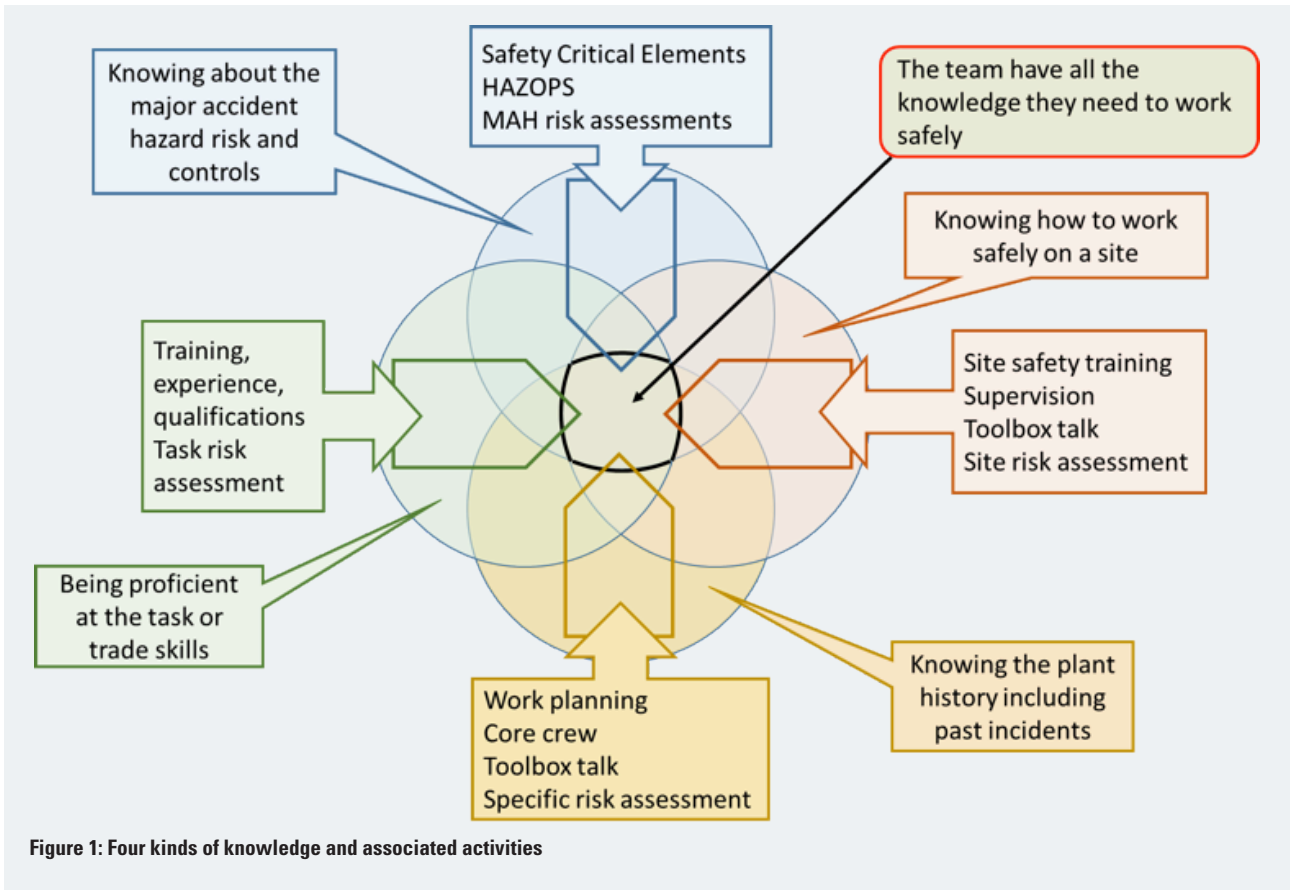 Knowing about the
major accident
hazard risk and
controls
Safety Critical Elements
HAZOPS
MAH risk assessments
The team have all the
knowledge they need to work
safely
Knowing how to work
safely on a site
Training,
experience,
qualifications
Task risk
assessment
Site safety training
Supervision
Toolbox talk
Site risk assessment
Being proficient
at the task or
trade skills
Work planning
Core crew
Toolbox talk
Specific risk assessment
Knowing the plant
history including
past incidents
Figure 1: Four kinds of knowledge and associated activities